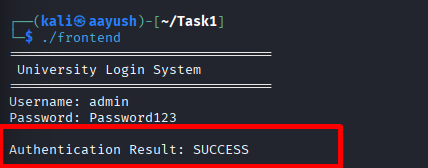 ┌──(kali㉿aayush)-[~/Task1]
└─$ ./frontend
=================================
University Login System
=================================
Username: admin
Password: Password123
Authentication Result: SUCCESS